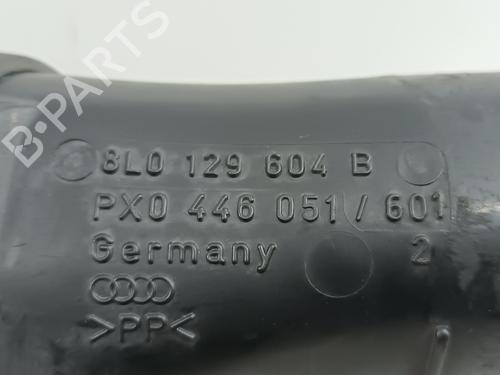 8L0 129 604 B
PX0 446 051/601
Germany 2
>PP<
B-PARTS